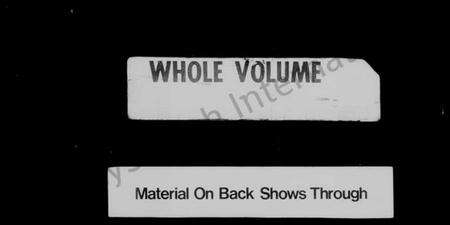 WHOLE VOLUME
Material On Back Shows Through